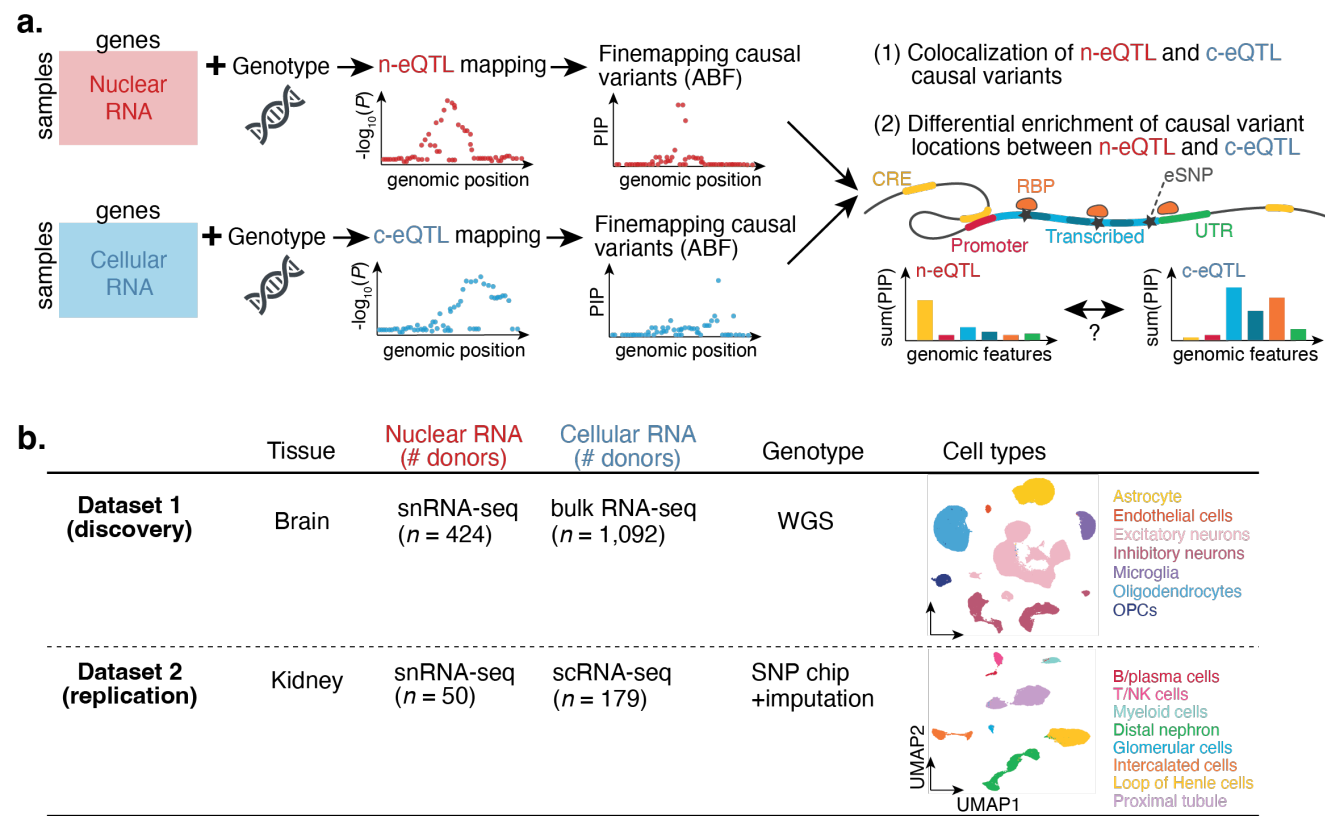 a.
genes
samples
Nuclear
RNA
+ Genotype
n-eQTL mapping
-log10(P)
genomic position
Finemapping causal
variants (ABF)
PIP
genomic position
genes
samples
Cellular
RNA
+ Genotype
c-eQTL mapping
-log10(P)
genomic position
Finemapping causal
variants (ABF)
PIP
genomic position
(1) Colocalization of n-eQTL and c-eQTL
causal variants
(2) Differential enrichment of causal variant
locations between n-eQTL and c-eQTL
CRE
RBP
eSNP
Promoter
Transcribed
UTR
n-eQTL
sum(PIP)
genomic features
?
c-eQTL
sum(PIP)
genomic features
b.
Tissue
Nuclear RNA
(# donors)
Cellular RNA
(# donors)
Genotype
Cell types
Dataset 1
(discovery)
Brain
snRNA-seq
(n = 424)
bulk RNA-seq
(n = 1,092)
WGS
Astrocyte
Endothelial cells
Excitatory neurons
Inhibitory neurons
Microglia
Oligodendrocytes
OPCs
Dataset 2
(replication)
Kidney
snRNA-seq
(n = 50)
scRNA-seq
(n = 179)
SNP chip
+imputation
UMAP2
UMAP1
B/plasma cells
T/NK cells
Myeloid cells
Distal nephron
Glomerular cells
Intercalated cells
Loop of Henle cells
Proximal tubule